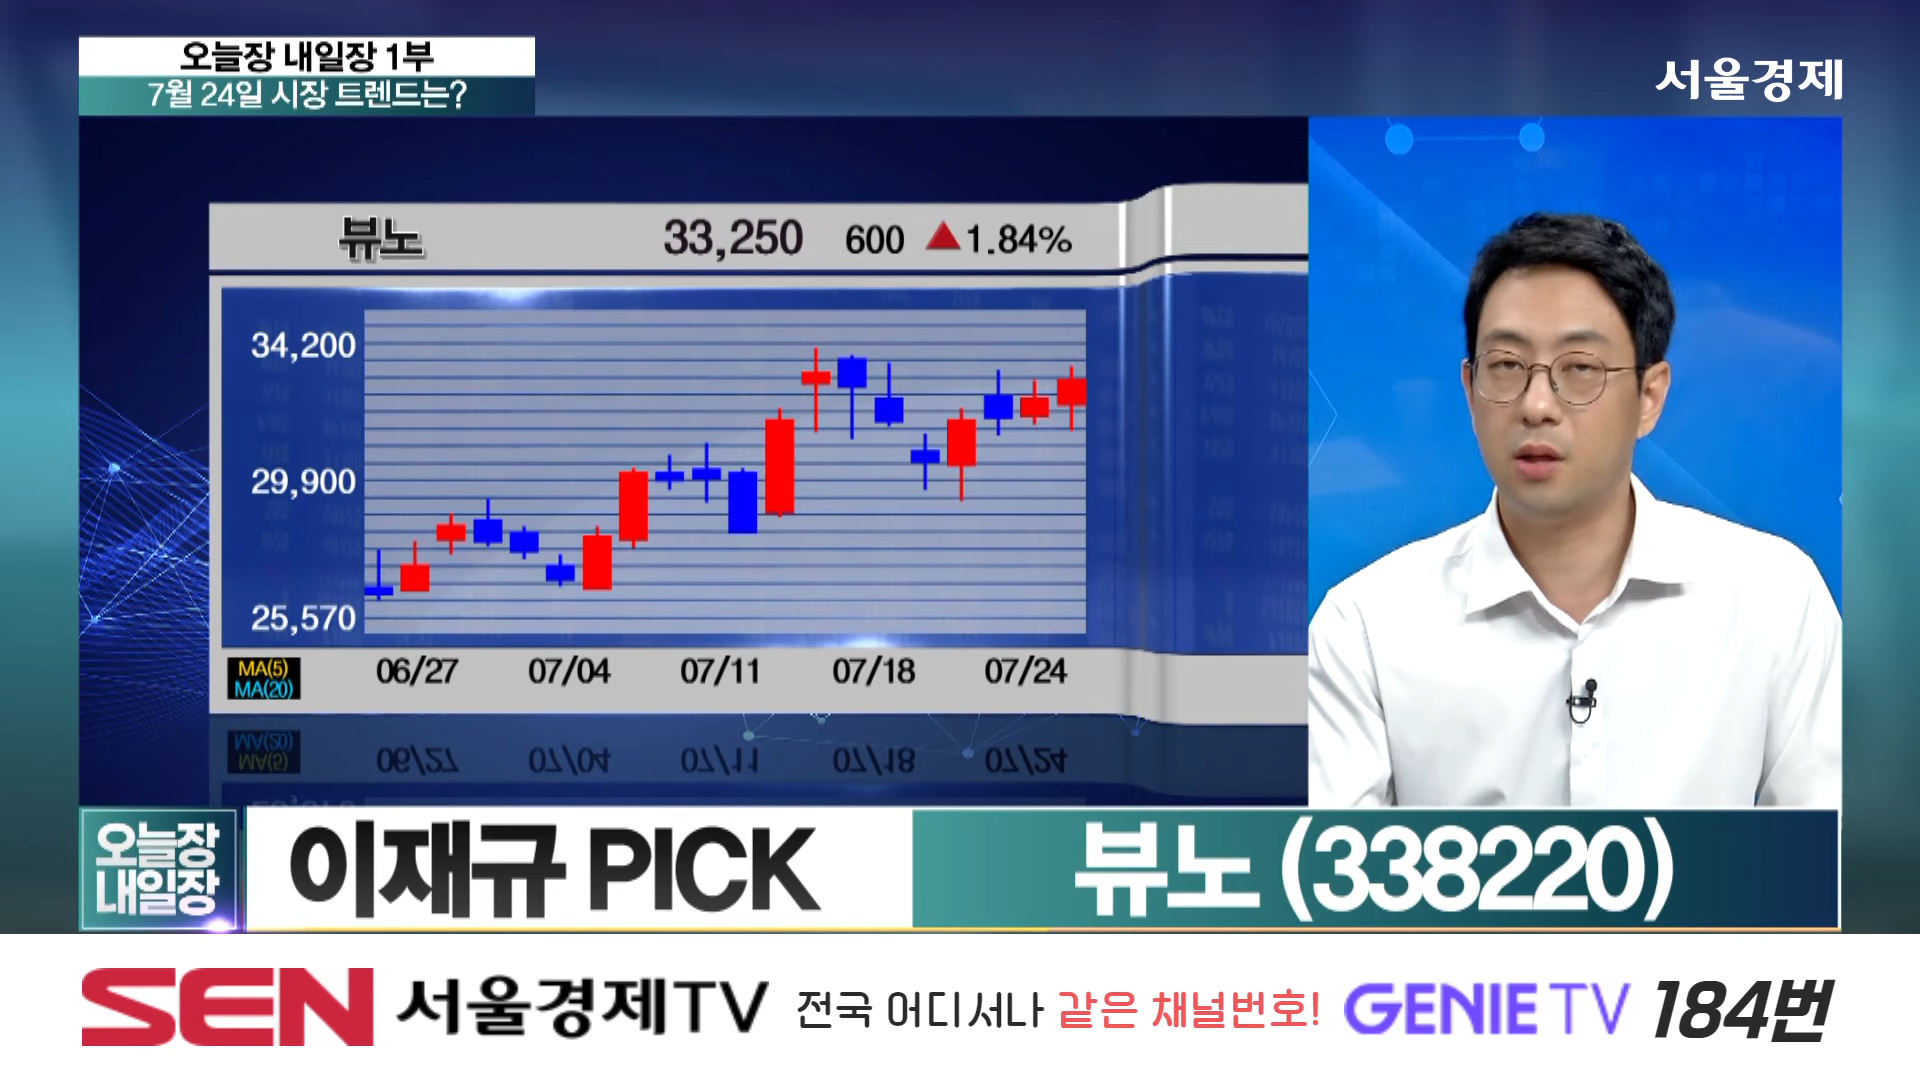 오늘장 내일장 1부
7월 24일 시장 트렌드는?
서울경제
뷰노 33,250 600 ▲1.84%
34,200
29,900
25,570
MA(5)
MA(20)
06/27 07/04 07/11 07/18 07/24
오늘장
내일장
이재규 PICK
뷰노 (338220)
SEN 서울경제TV 전국 어디서나 같은 채널번호! GENIE TV 184번